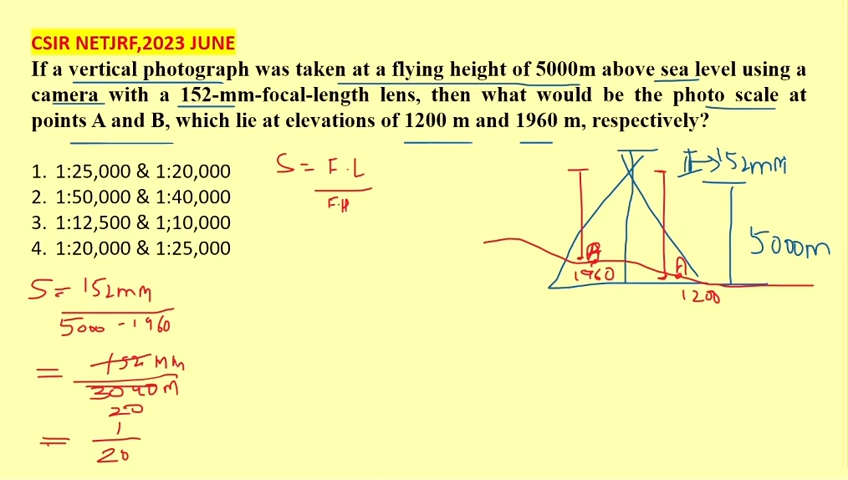 CSIR NETJRF,2023 JUNE
If a vertical photograph was taken at a flying height of 5000m above sea level using a
camera with a 152-mm-focal-length lens, then what would be the photo scale at
points A and B, which lie at elevations of 1200 m and 1960 m, respectively?
1. 1:25,000 & 1:20,000
2. 1:50,000 & 1:40,000
3. 1:12,500 & 1;10,000
4. 1:20,000 & 1:25,000
S = F.L
F.H
152mm
5000m
B
1960
A
1200
S = 152mm
5000 - 1960
= 152 MM
3040 M
20
= 1
20